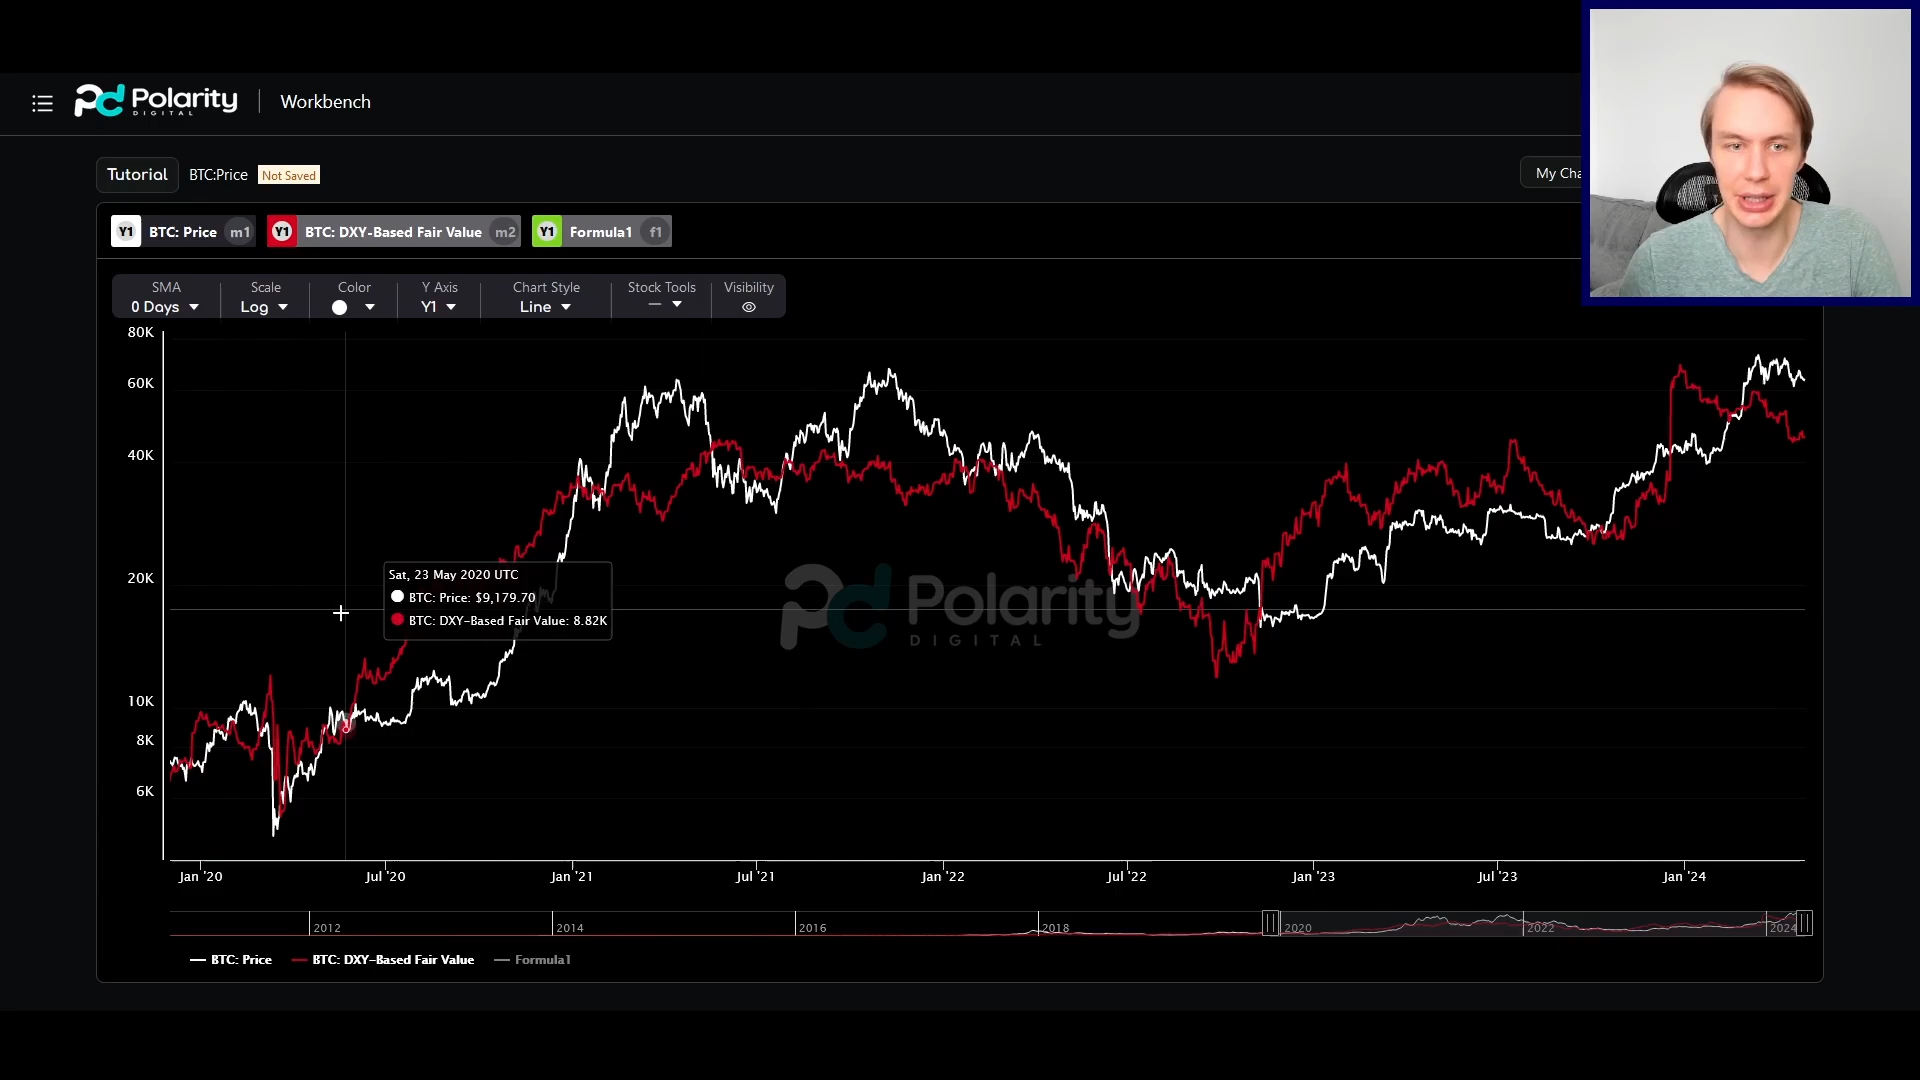 Polarity
DIGITAL
Workbench
Tutorial
BTC:Price
Not Saved
My Cha
Y1 BTC: Price m1
Y1 BTC: DXY-Based Fair Value m2
Y1 Formula1 f1
SMA
0 Days
Scale
Log
Color
Y Axis
Y1
Chart Style
Line
Stock Tools
Visibility
80K
60K
40K
20K
10K
8K
6K
Sat, 23 May 2020 UTC
BTC: Price: $9,179.70
BTC: DXY-Based Fair Value: 8.82K
Polarity
DIGITAL
Jan '20
Jul '20
Jan '21
Jul '21
Jan '22
Jul '22
Jan '23
Jul '23
Jan '24
2012
2014
2016
2018
2020
2022
2024
BTC: Price
BTC: DXY-Based Fair Value
Formula1